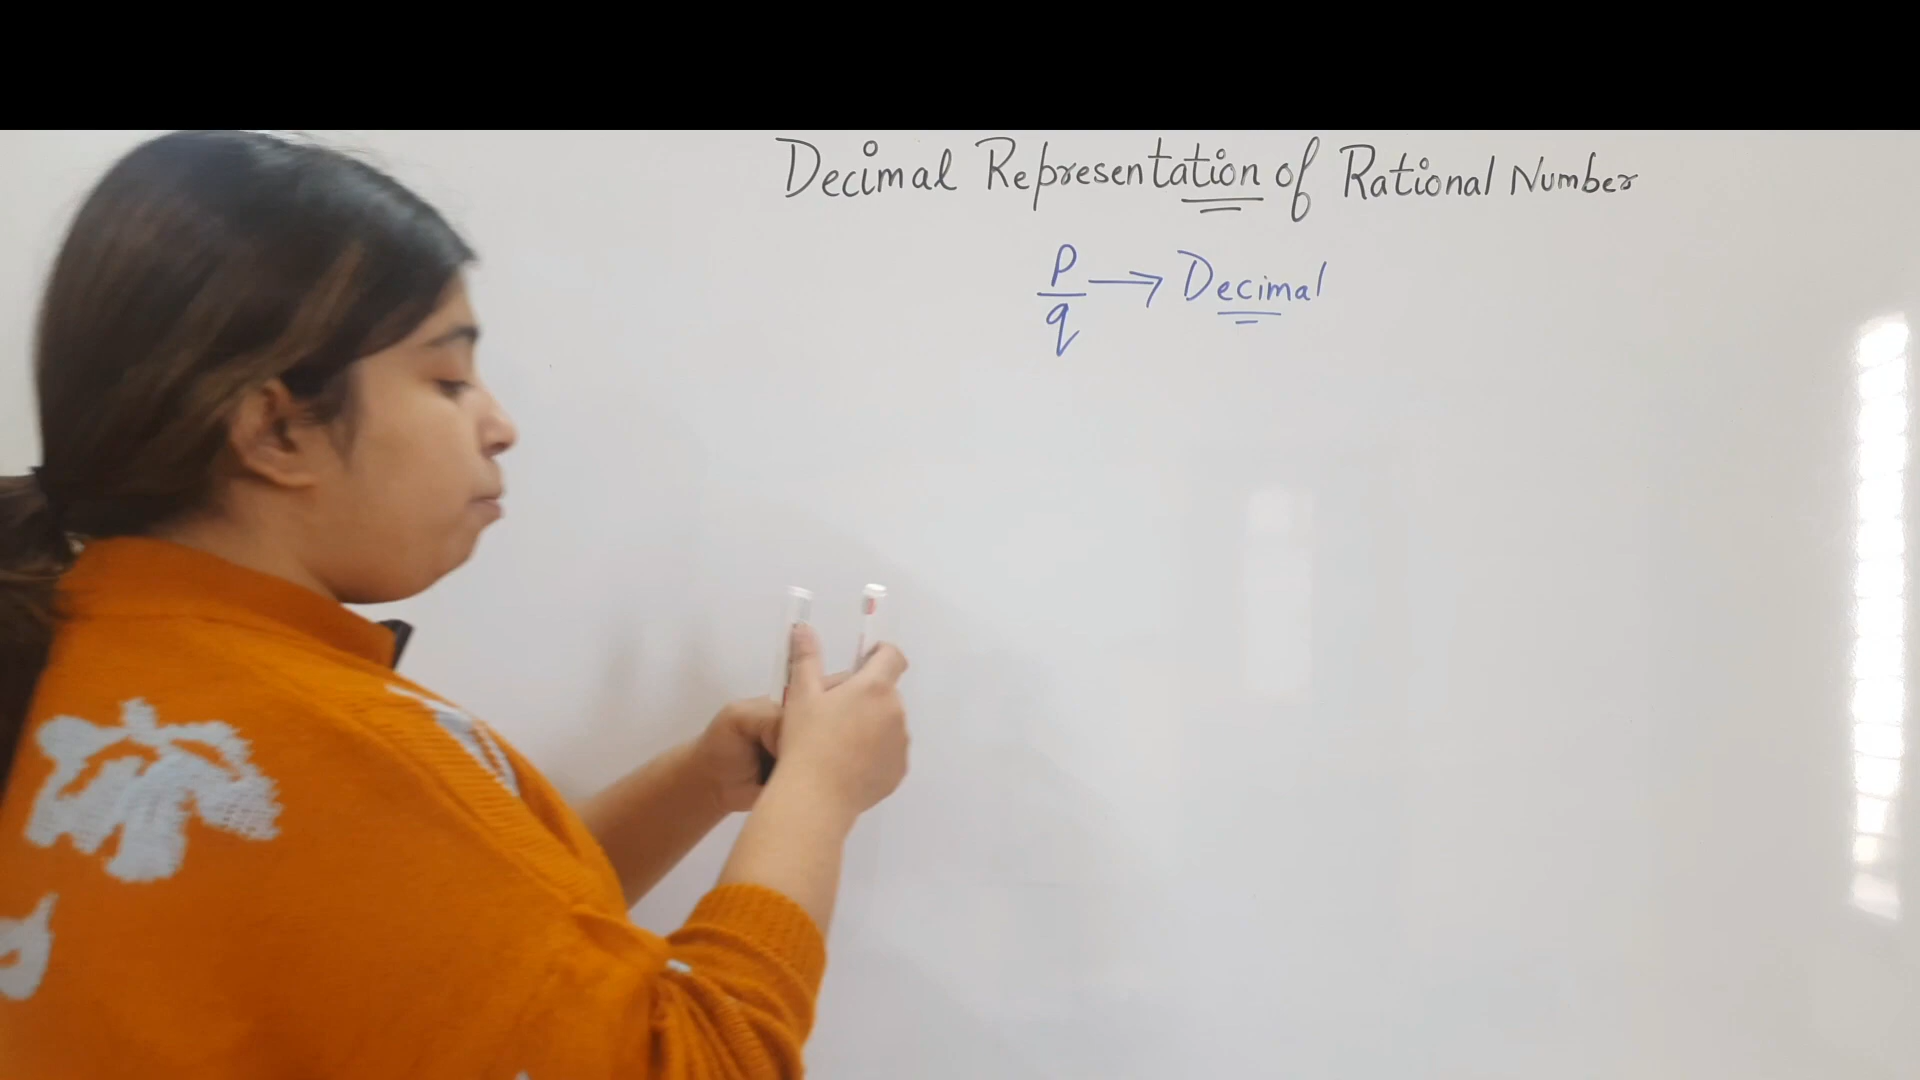 Decimal Representation of Rational Number
p/q → Decimal